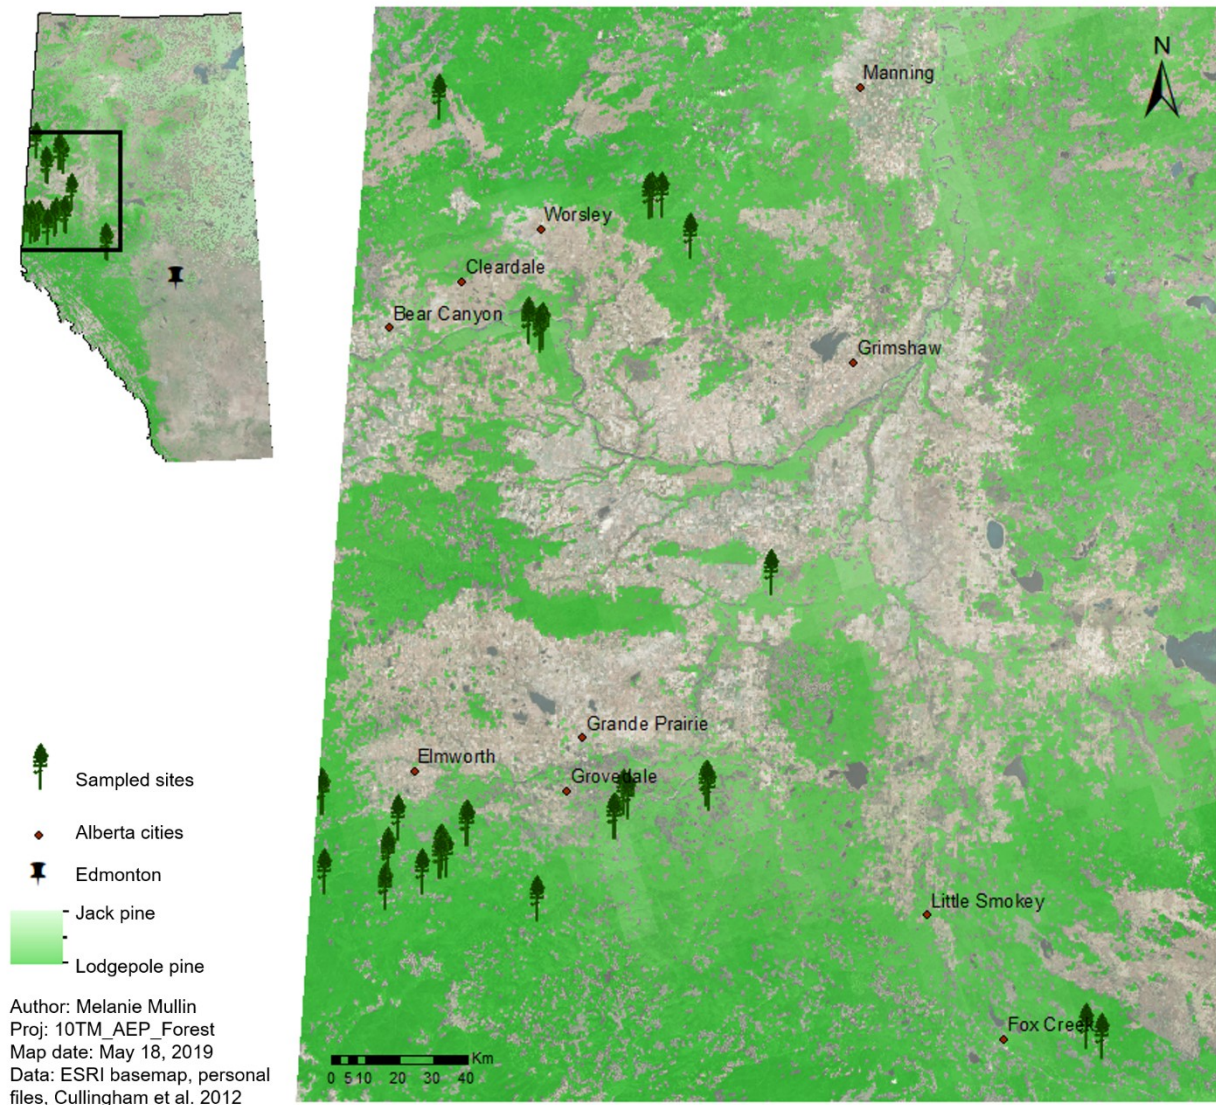 N
Manning
Worsley
Cleardale
Bear Canyon
Grimshaw
Grande Prairie
Elmworth
Grovedale
Little Smokey
Fox Creek
Sampled sites
Alberta cities
Edmonton
Jack pine
Lodgepole pine
Author: Melanie Mullin
Proj: 10TM_AEP_Forest
Map date: May 18, 2019
Data: ESRI basemap, personal
files, Cullingham et al. 2012
Km
0 5 10 20 30 40